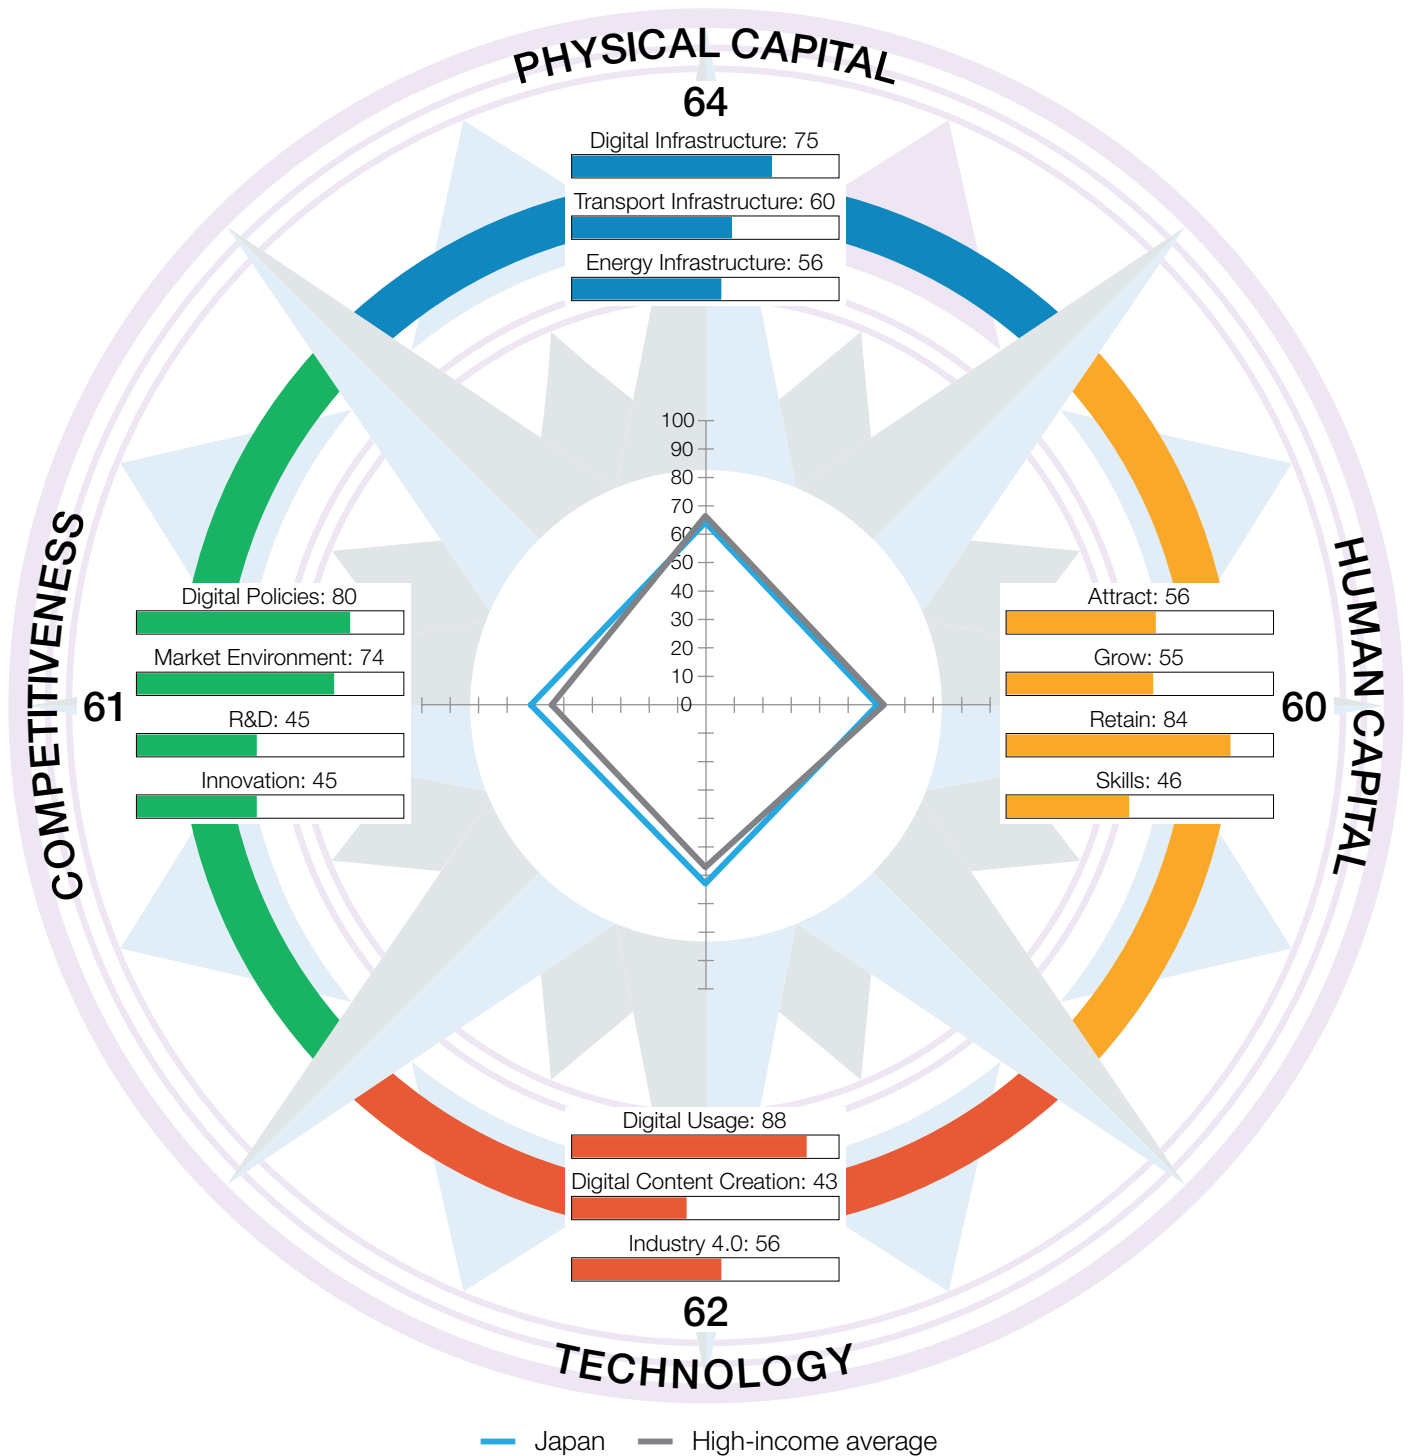 PHYSICAL CAPITAL
64
Digital Infrastructure: 75
Transport Infrastructure: 60
Energy Infrastructure: 56
100
90
80
70
60
50
40
30
20
10
0
COMPETITIVENESS
61
Digital Policies: 80
Market Environment: 74
R&D: 45
Innovation: 45
HUMAN CAPITAL
60
Attract: 56
Grow: 55
Retain: 84
Skills: 46
Digital Usage: 88
Digital Content Creation: 43
Industry 4.0: 56
62
TECHNOLOGY
Japan
High-income average